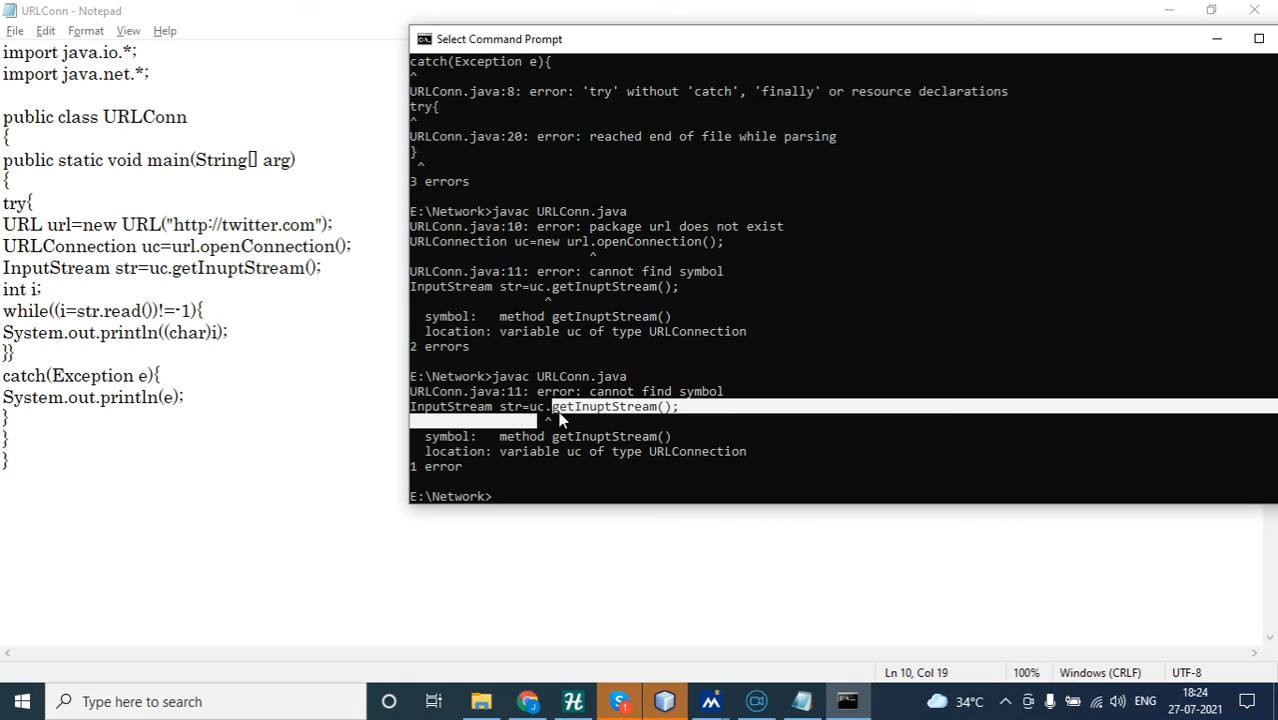 URLConn - Notepad
File Edit Format View Help
import java.io.*;
import java.net.*;
public class URLConn
{
public static void main(String[] arg)
{
try{
URL url=new URL("http://twitter.com");
URLConnection uc=url.openConnection();
InputStream str=uc.getInuptStream();
int i;
while((i=str.read())!=-1){
System.out.println((char)i);
}}
catch(Exception e){
System.out.println(e);
}
}
}
Select Command Prompt
catch(Exception e){
^
URLConn.java:8: error: 'try' without 'catch', 'finally' or resource declarations
try{
^
URLConn.java:20: error: reached end of file while parsing
}
^
3 errors
E:\Network>javac URLConn.java
URLConn.java:10: error: package url does not exist
URLConnection uc=new url.openConnection();
^
URLConn.java:11: error: cannot find symbol
InputStream str=uc.getInuptStream();
^
symbol: method getInuptStream()
location: variable uc of type URLConnection
2 errors
E:\Network>javac URLConn.java
URLConn.java:11: error: cannot find symbol
InputStream str=uc.getInuptStream();
^
symbol: method getInuptStream()
location: variable uc of type URLConnection
1 error
E:\Network>
Ln 10, Col 19 100% Windows (CRLF) UTF-8
Type here to search
1
34°C
ENG
18:24
27-07-2021